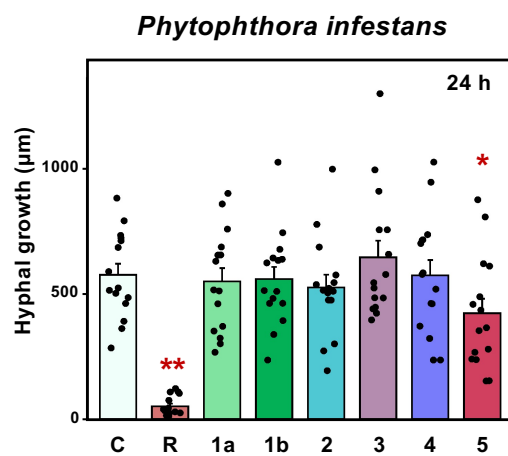 Phytophthora infestans
24 h
Hyphal growth (µm)
1000
500
0
*
**
C R 1a 1b 2 3 4 5